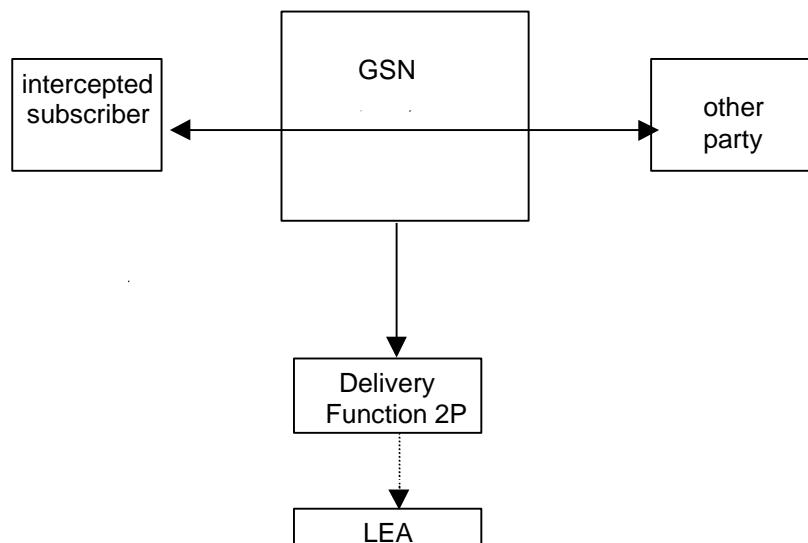 GSN
intercepted
subscriber
other
party
Delivery
Function 2P
LEA